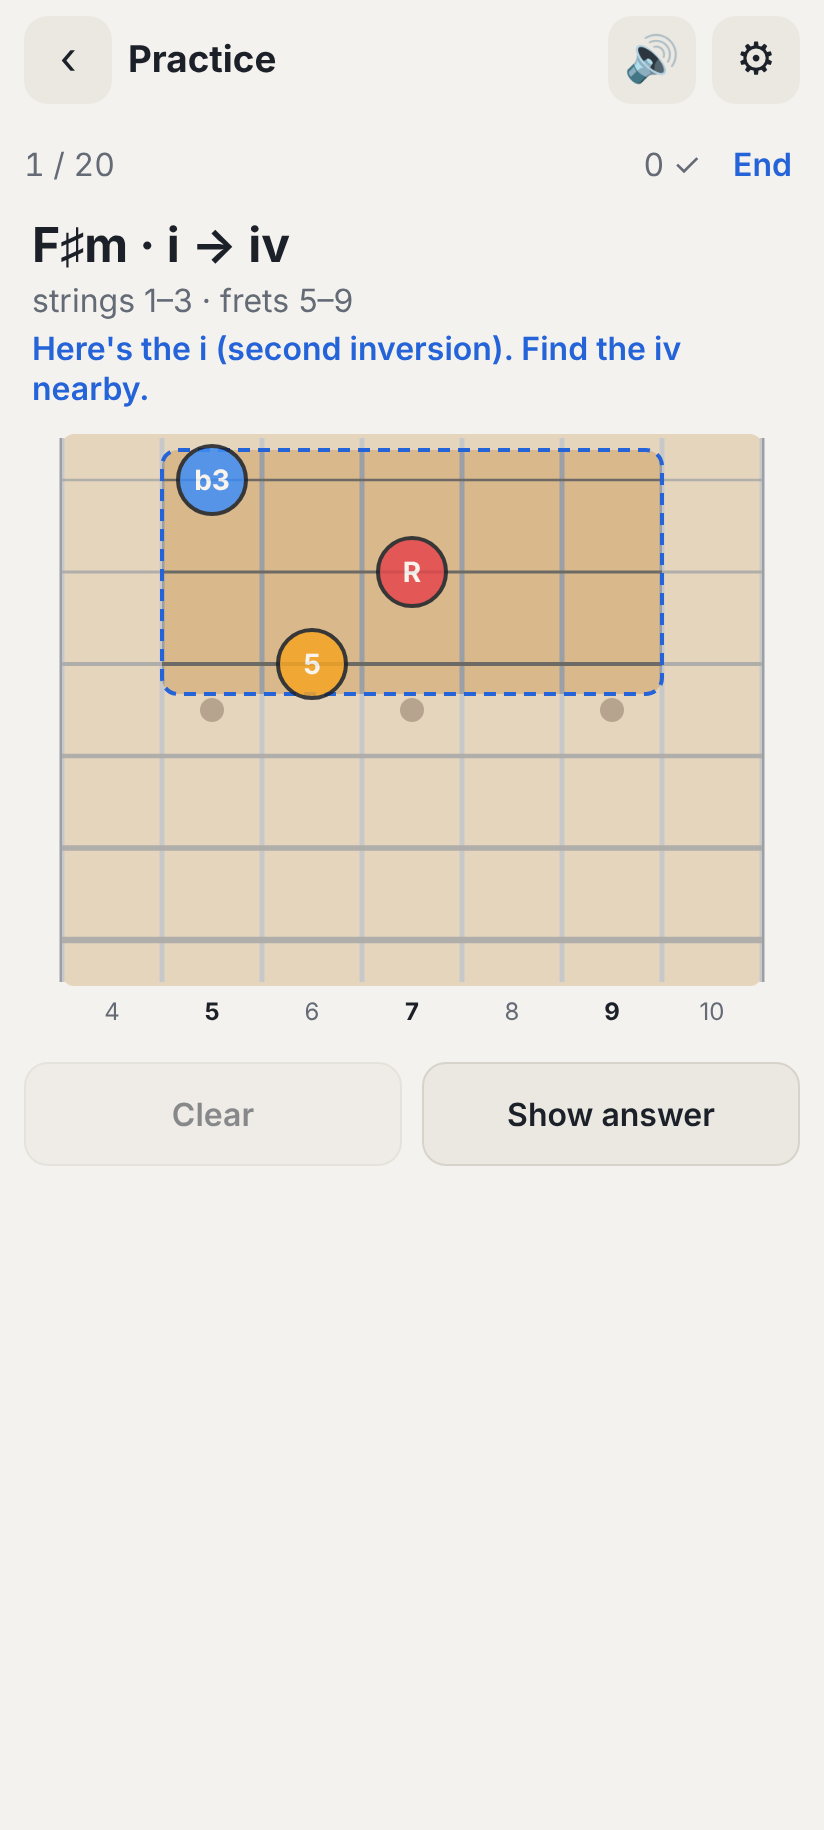 Practice
1 / 20 0 ✓ End
F♯m · i → iv
strings 1–3 · frets 5–9
Here's the i (second inversion). Find the iv
nearby.
b3
R
5
4 5 6 7 8 9 10
Clear Show answer